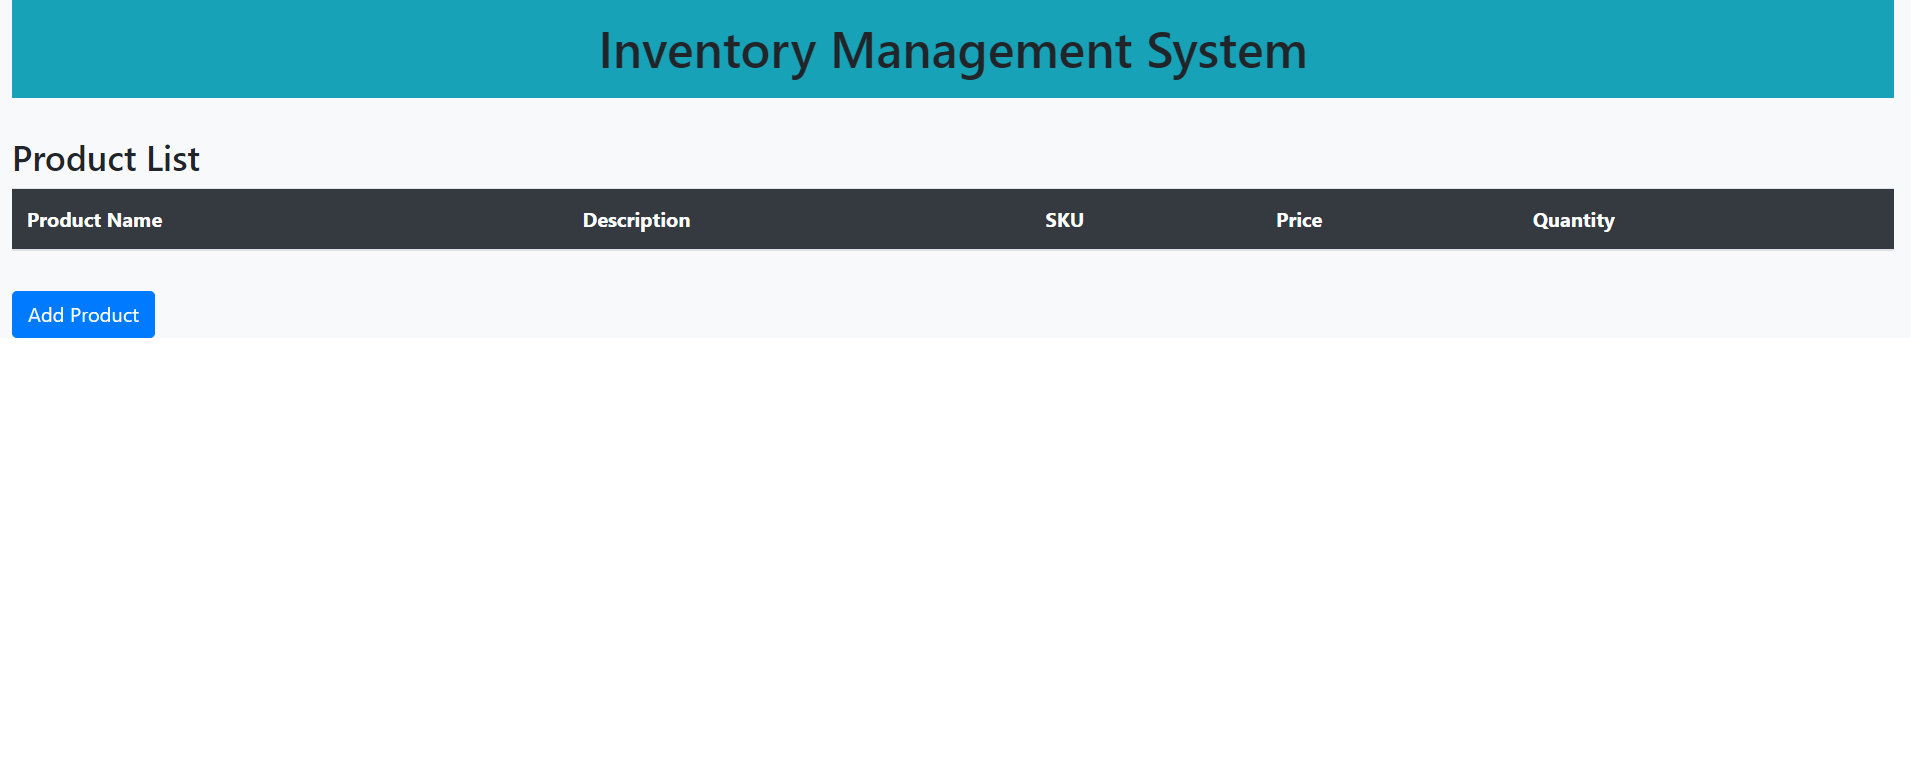 Inventory Management System
Product List
Product Name Description SKU Price Quantity
Add Product